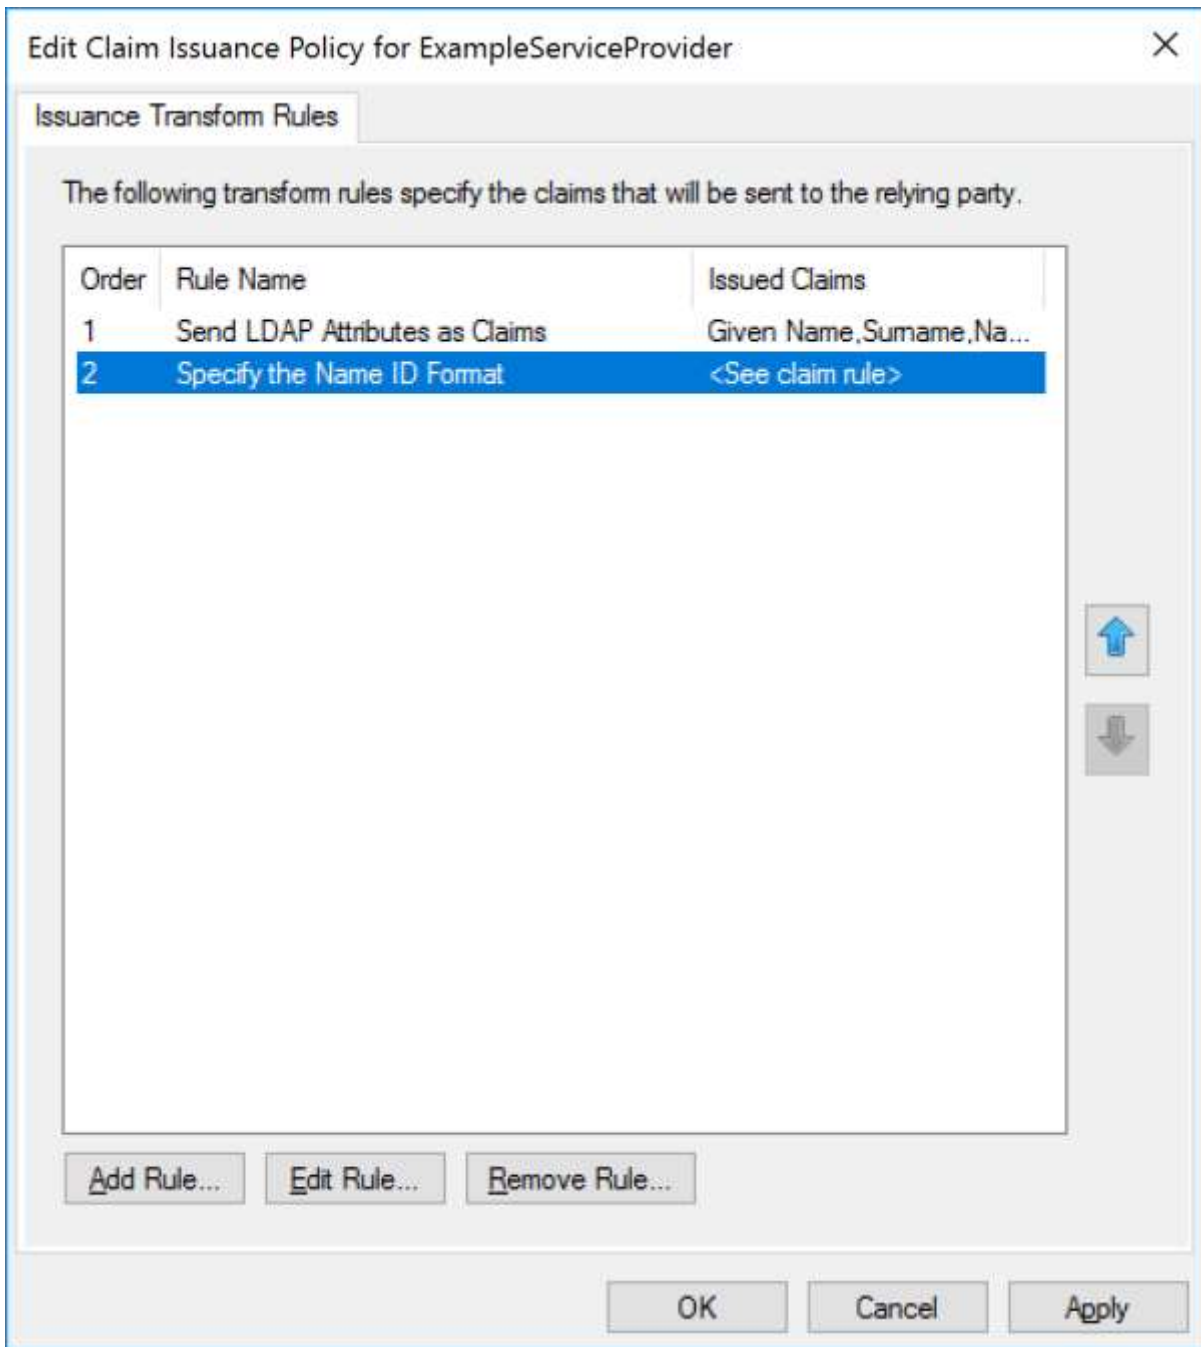 Edit Claim Issuance Policy for ExampleServiceProvider
Issuance Transform Rules
The following transform rules specify the claims that will be sent to the relying party.
Order Rule Name Issued Claims
1 Send LDAP Attributes as Claims Given Name,Surname,Na...
2 Specify the Name ID Format <See claim rule>
Add Rule... Edit Rule... Remove Rule...
OK Cancel Apply